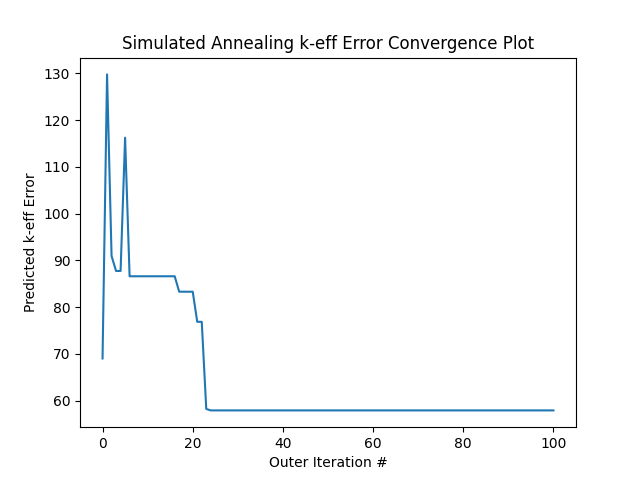 Simulated Annealing k-eff Error Convergence Plot
130
120
110
100
90
80
70
60
Predicted k-eff Error
0 20 40 60 80 100
Outer Iteration #